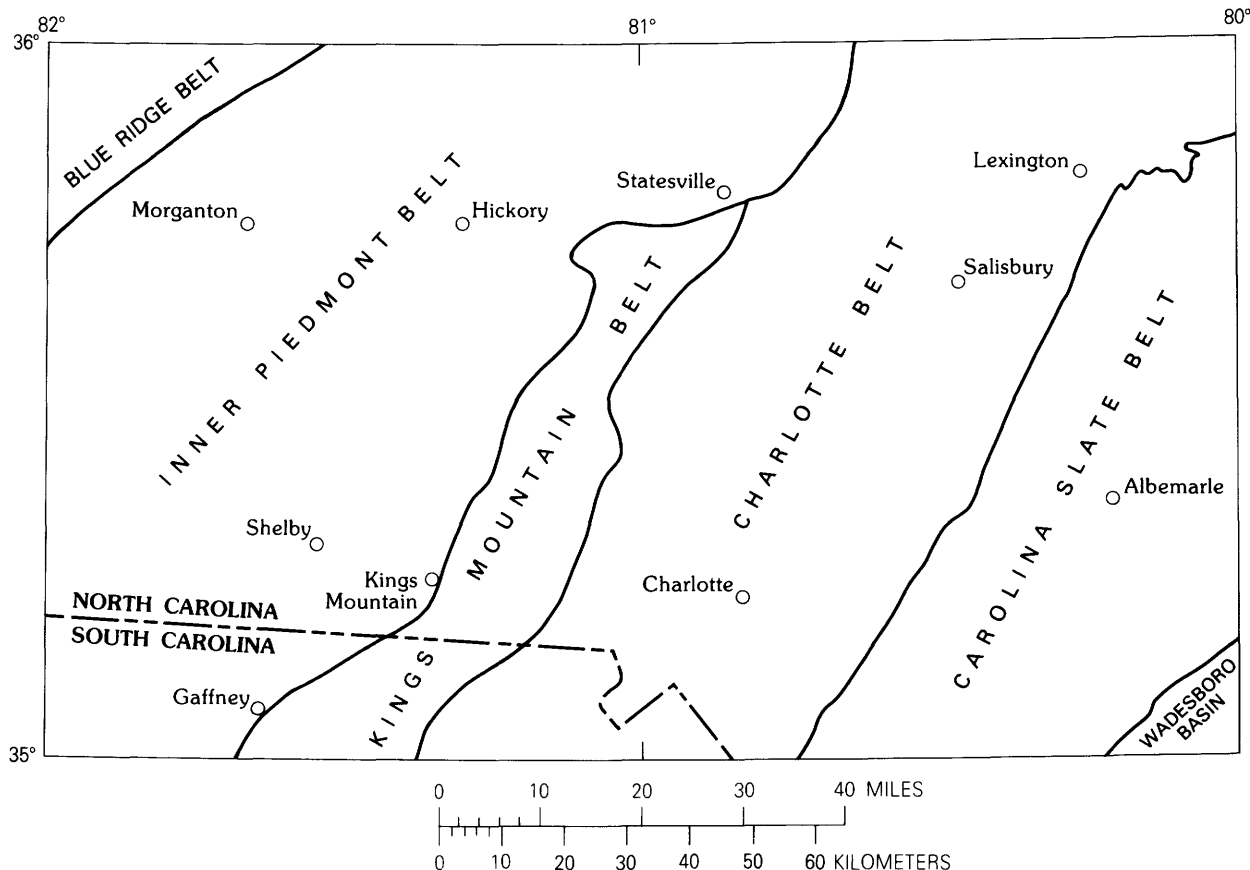 82°
81°
80°
36°
BLUE RIDGE BELT
Lexington
Statesville
Morganton
Hickory
INNER PIEDMONT BELT
Salisbury
CHARLOTTE BELT
KINGS MOUNTAIN BELT
CAROLINA SLATE BELT
Albemarle
Shelby
Kings
Mountain
Charlotte
NORTH CAROLINA
SOUTH CAROLINA
Gaffney
WADESBORO
BASIN
35°
0 10 20 30 40 MILES
0 10 20 30 40 50 60 KILOMETERS